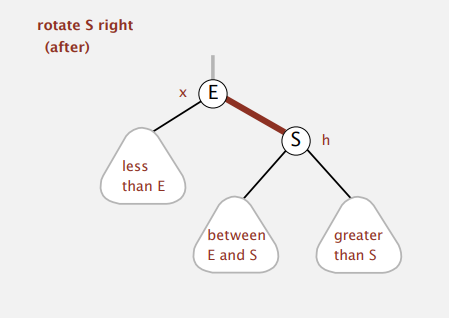 rotate S right
(after)
x
E
S
h
less
than E
between
E and S
greater
than S